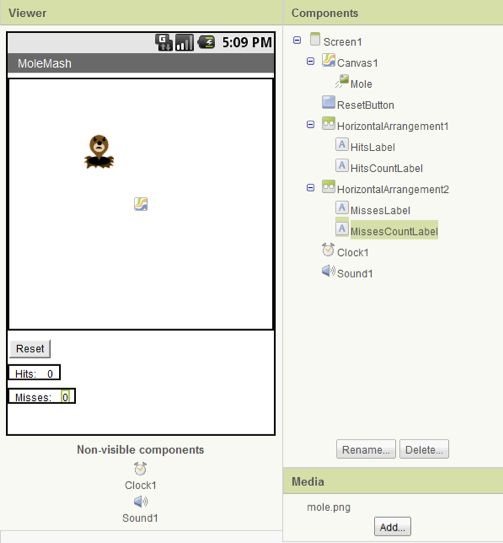 Viewer
5:09 PM
MoleMash
Reset
Hits: 0
Misses: 0
Non-visible components
Clock1
Sound1
Components
Screen1
Canvas1
Mole
ResetButton
HorizontalArrangement1
A HitsLabel
A HitsCountLabel
HorizontalArrangement2
A MissesLabel
A MissesCountLabel
Clock1
Sound1
Rename... Delete...
Media
mole.png
Add...